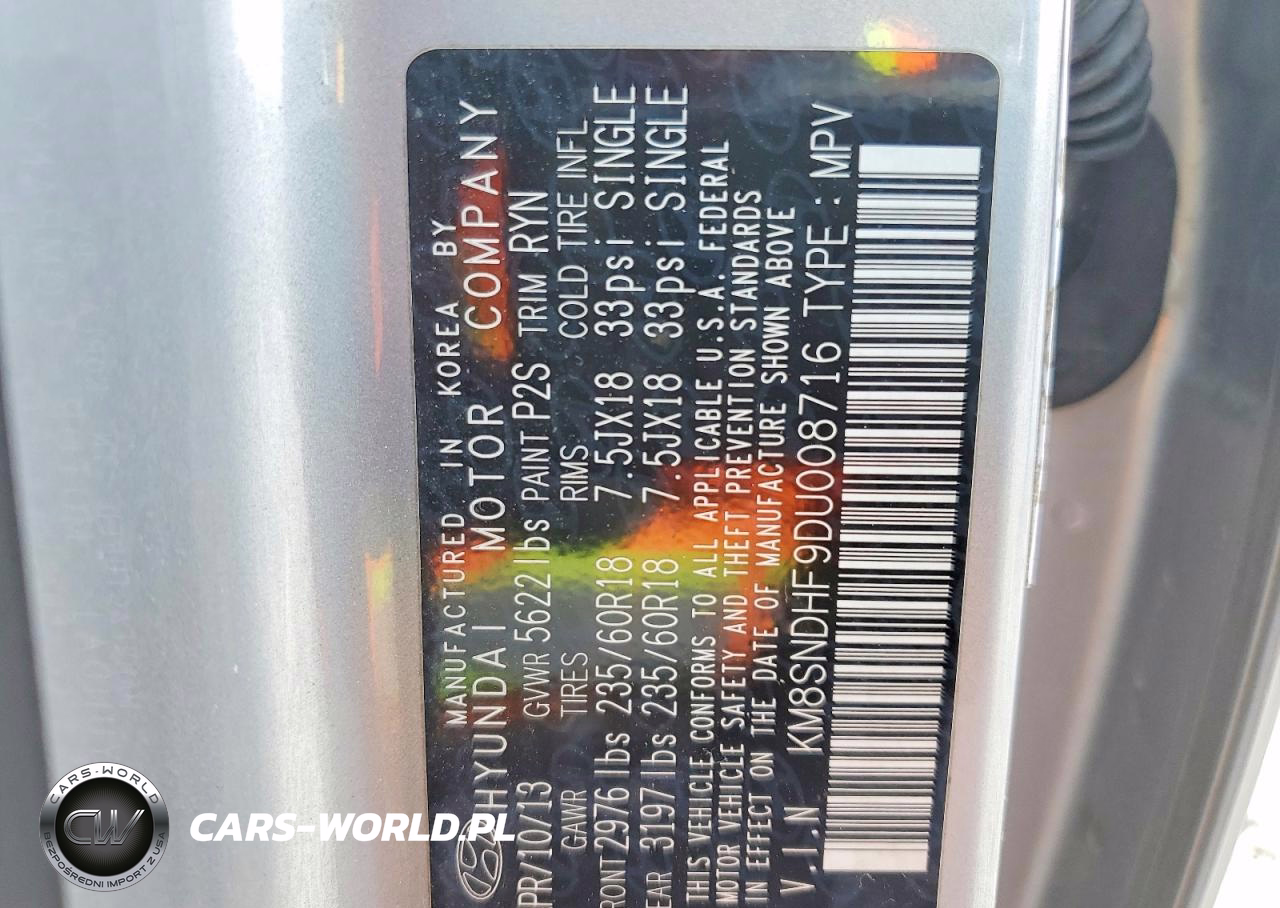 MANUFACTURED IN KOREA BY
HYUNDAI MOTOR COMPANY
PR/10/13 GVWR 5622 lbs PAINT P2S TRIM RYN
GAWR TIRES RIMS COLD TIRE INFL
RONT 2976 lbs 235/60R18 7.5JX18 33psi SINGLE
EAR 3197 lbs 235/60R18 7.5JX18 33psi SINGLE
THIS VEHICLE CONFORMS TO ALL APPLICABLE U.S.A. FEDERAL
MOTOR VEHICLE SAFETY AND THEFT PREVENTION STANDARDS
IN EFFECT ON THE DATE OF MANUFACTURE SHOWN ABOVE
V.I.N KM8SNDHF9DU008716 TYPE : MPV
CARS-WORLD
CW
BEZPOŚREDNI IMPORT Z USA
CARS-WORLD.PL